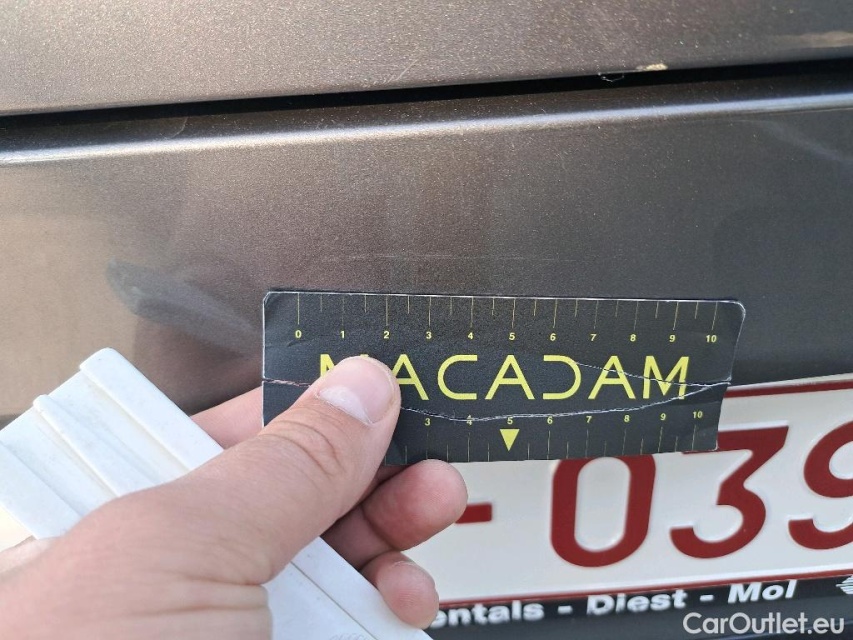 0 1 2 3 4 5 6 7 8 9 10
MACADAM
3 4 5 6 7 8 9 10
- 039
entals - Diest - Mol
CarOutlet.eu